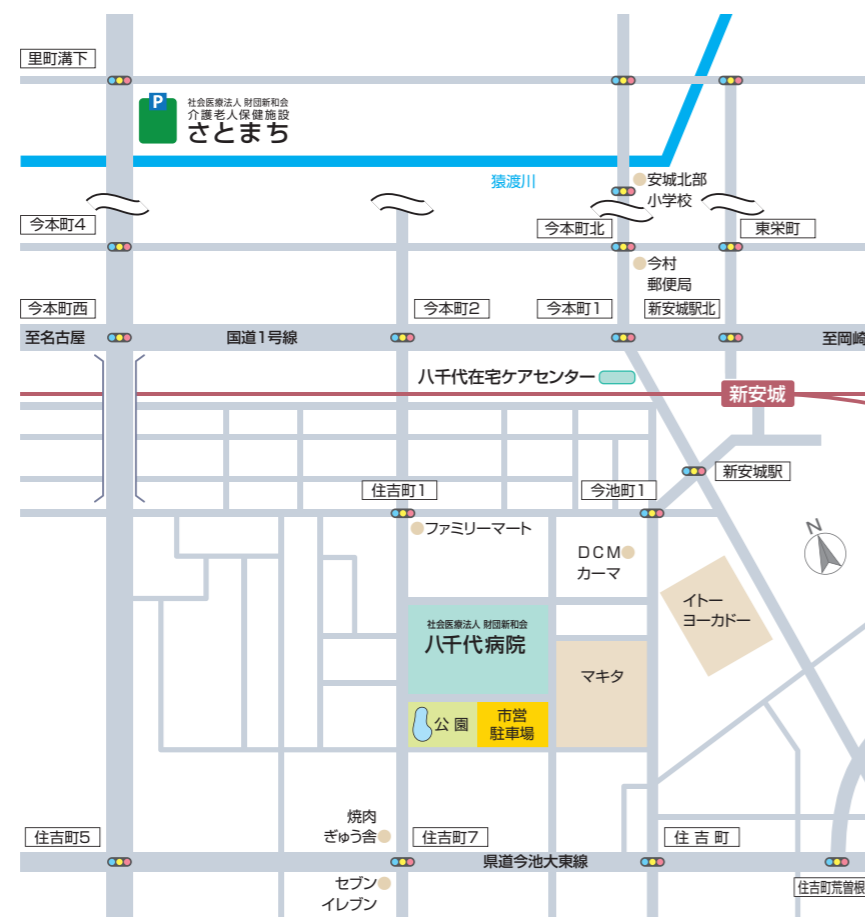 里町溝下
P
社会医療法人 財団新和会
介護老人保健施設
さとまち
猿渡川
安城北部
小学校
今本町4
今本町北
東栄町
今村
郵便局
今本町西
今本町2
今本町1
新安城駅北
至名古屋
国道1号線
至岡崎
八千代在宅ケアセンター
新安城
新安城駅
住吉町1
今池町1
ファミリーマート
N
DCM
カーマ
イトー
ヨーカドー
社会医療法人 財団新和会
八千代病院
マキタ
公園
市営
駐車場
焼肉
ぎゅう舎
住吉町5
住吉町7
住吉町
県道今池大東線
セブン
イレブン
住吉町荒曽根